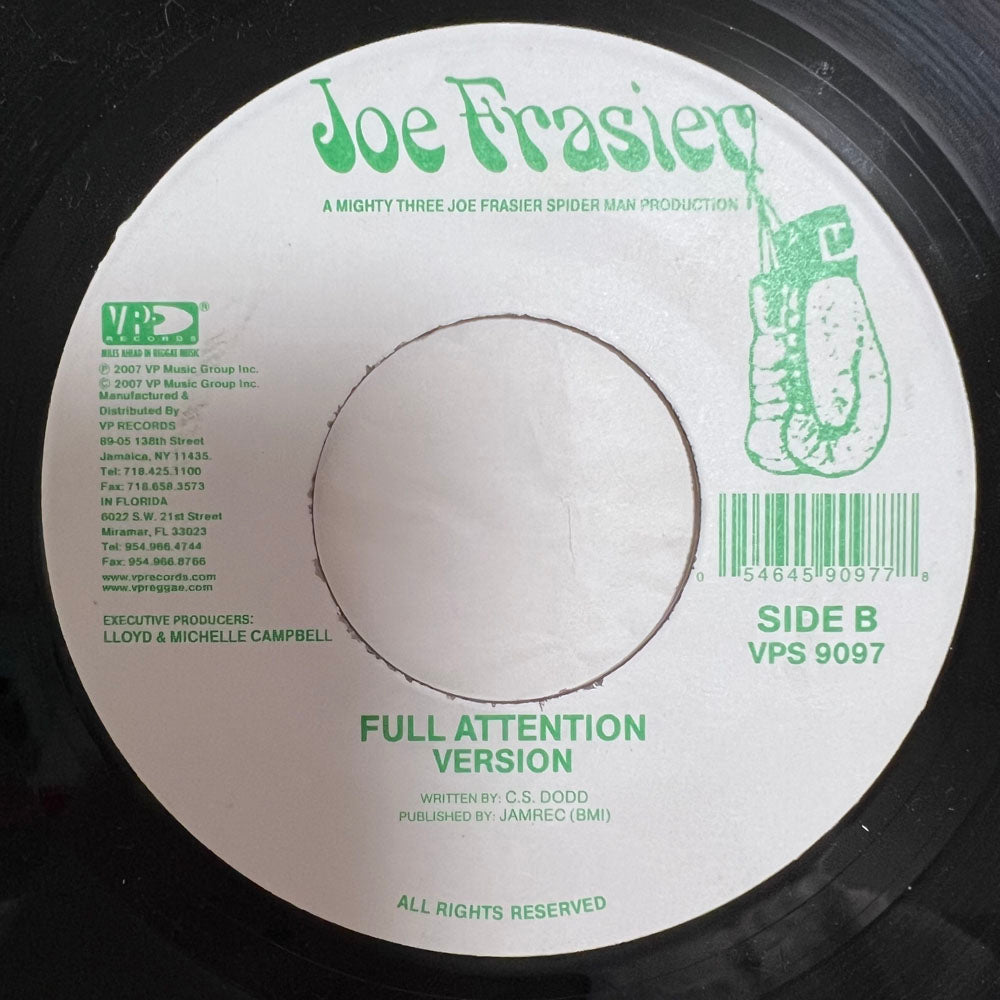 Joe Frasier
A MIGHTY THREE JOE FRASIER SPIDER MAN PRODUCTION
VP
RECORDS
®
MILES AHEAD IN REGGAE MUSIC
℗ 2007 VP Music Group Inc.
© 2007 VP Music Group Inc.
Manufactured &
Distributed By
VP RECORDS
89-05 138th Street
Jamaica, NY 11435.
Tel: 718.425.1100
Fax: 718.658.3573
IN FLORIDA
6022 S.W. 21st Street
Miramar, FL 33023
Tel: 954.966.4744
Fax: 954.966.8766
www.vprecords.com
www.vpreggae.com
EXECUTIVE PRODUCERS:
LLOYD & MICHELLE CAMPBELL
0 54645 90977 8
SIDE B
VPS 9097
FULL ATTENTION
VERSION
WRITTEN BY: C.S. DODD
PUBLISHED BY: JAMREC (BMI)
ALL RIGHTS RESERVED